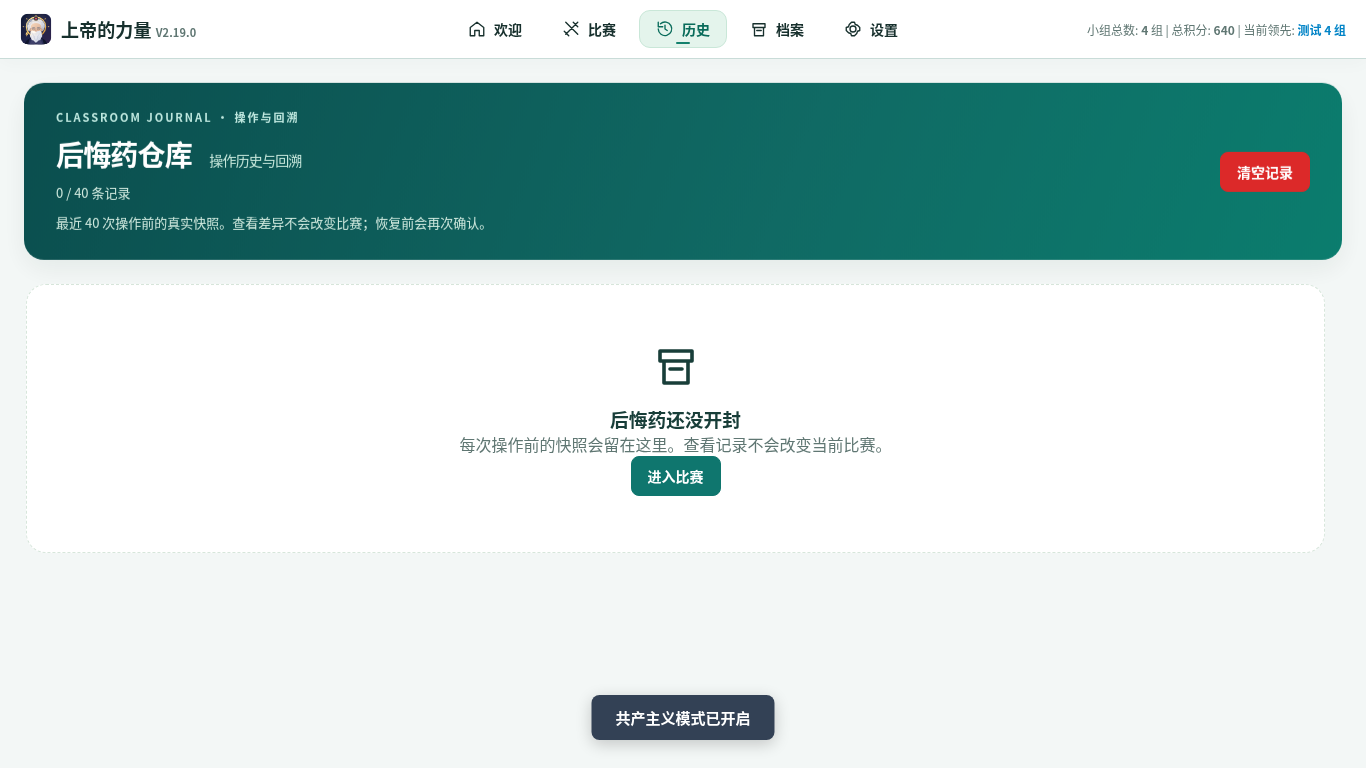 上帝的力量 V2.19.0
欢迎
比赛
历史
档案
设置
小组总数: 4 组 | 总积分: 640 | 当前领先: 测试 4 组
CLASSROOM JOURNAL · 操作与回溯
后悔药仓库 操作历史与回溯
0 / 40 条记录
最近 40 次操作前的真实快照。查看差异不会改变比赛；恢复前会再次确认。
清空记录
后悔药还没开封
每次操作前的快照会留在这里。查看记录不会改变当前比赛。
进入比赛
共产主义模式已开启